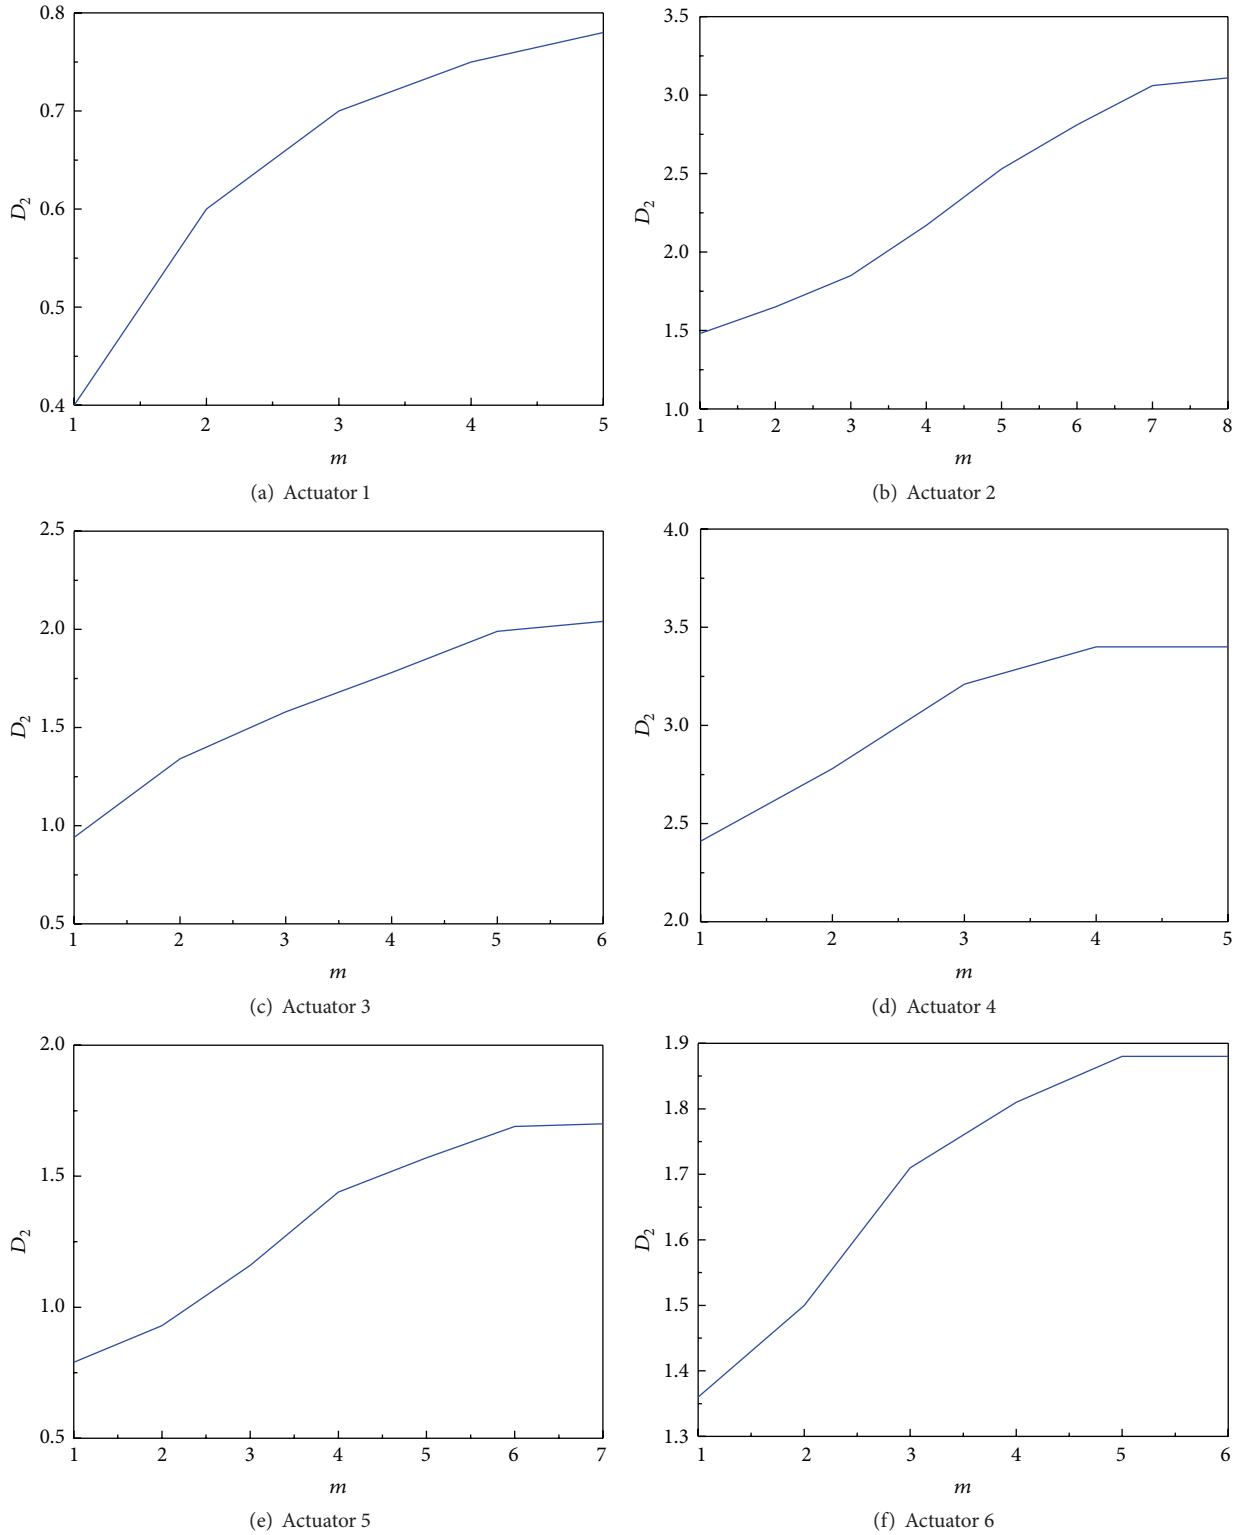 0.8
0.7
0.6
0.5
0.4
D2
1 2 3 4 5
m
(a) Actuator 1
3.5
3.0
2.5
2.0
1.5
1.0
D2
1 2 3 4 5 6 7 8
m
(b) Actuator 2
2.5
2.0
1.5
1.0
0.5
D2
1 2 3 4 5 6
m
(c) Actuator 3
4.0
3.5
3.0
2.5
2.0
D2
1 2 3 4 5
m
(d) Actuator 4
2.0
1.5
1.0
0.5
D2
1 2 3 4 5 6 7
m
(e) Actuator 5
1.9
1.8
1.7
1.6
1.5
1.4
1.3
D2
1 2 3 4 5 6
m
(f) Actuator 6